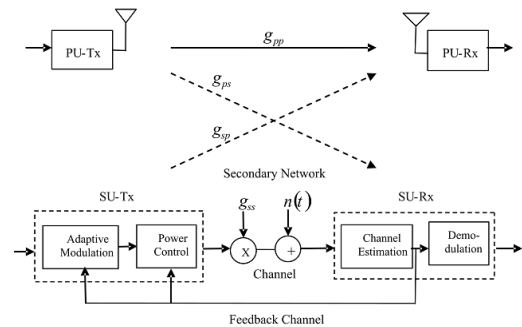 PU-Tx
g_pp
PU-Rx
g_ps
g_sp
Secondary Network
SU-Tx
g_ss
n(t)
SU-Rx
Adaptive
Modulation
Power
Control
X
+
Channel
Channel
Estimation
Demo-
dulation
Feedback Channel